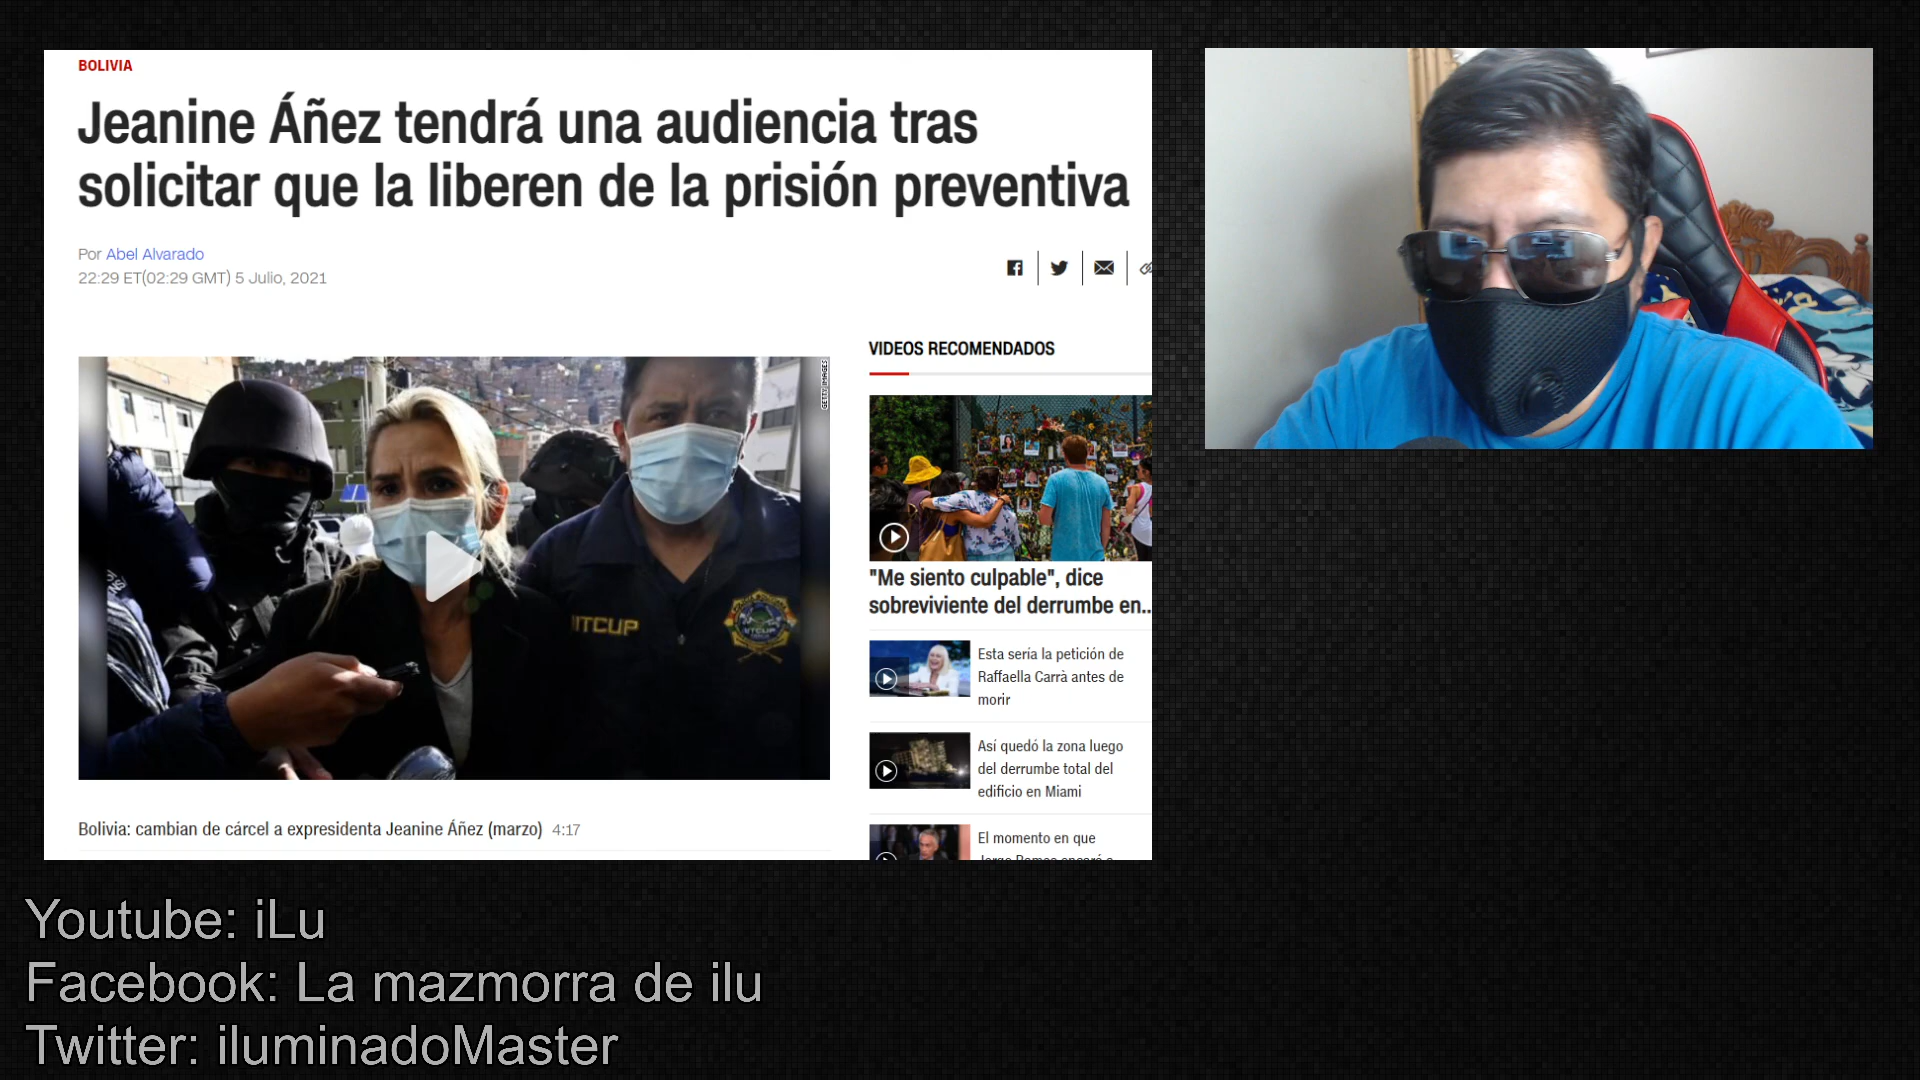 BOLIVIA
Jeanine Áñez tendrá una audiencia tras
solicitar que la liberen de la prisión preventiva
Por Abel Alvarado
22:29 ET(02:29 GMT) 5 Julio, 2021
GETTY IMAGES
UTCUP
VIDEOS RECOMENDADOS
"Me siento culpable", dice
sobreviviente del derrumbe en...
Esta sería la petición de
Raffaella Carrà antes de
morir
Así quedó la zona luego
del derrumbe total del
edificio en Miami
El momento en que
Bolivia: cambian de cárcel a expresidenta Jeanine Áñez (marzo) 4:17
Youtube: iLu
Facebook: La mazmorra de ilu
Twitter: iluminadoMaster